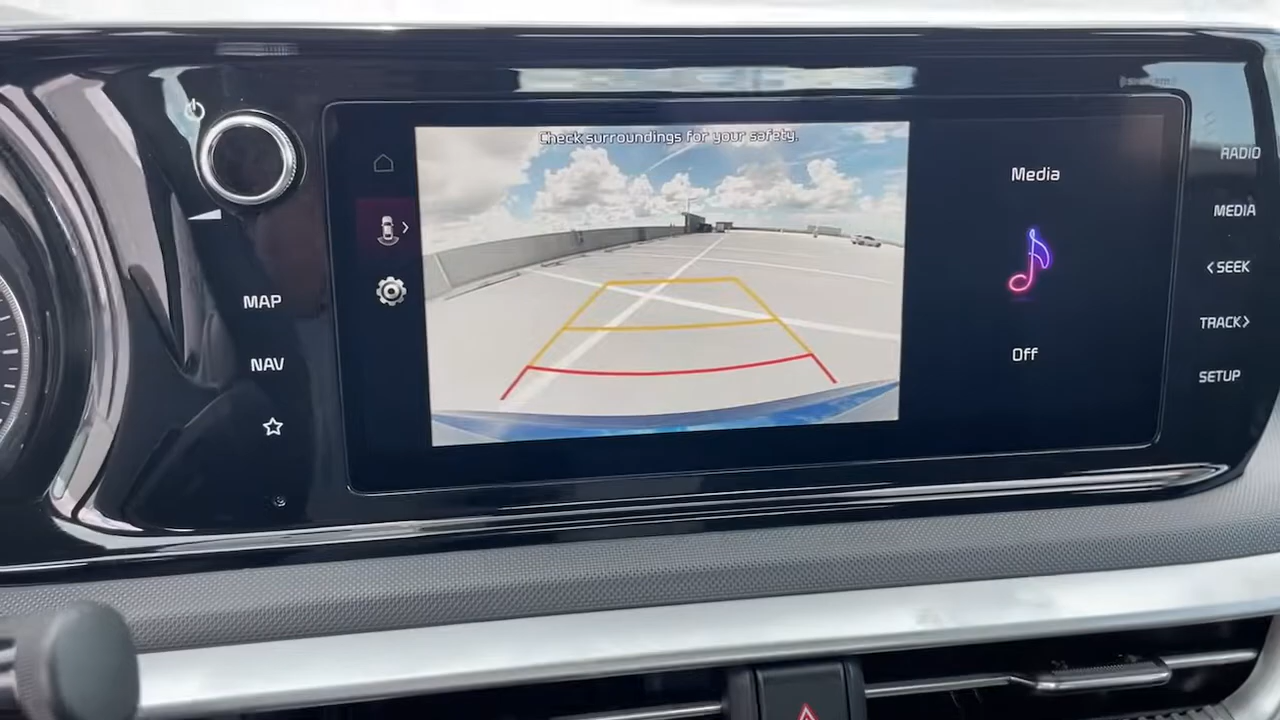 Check surroundings for your safety.
MAP
NAV
Media
Off
RADIO
MEDIA
< SEEK
TRACK >
SETUP